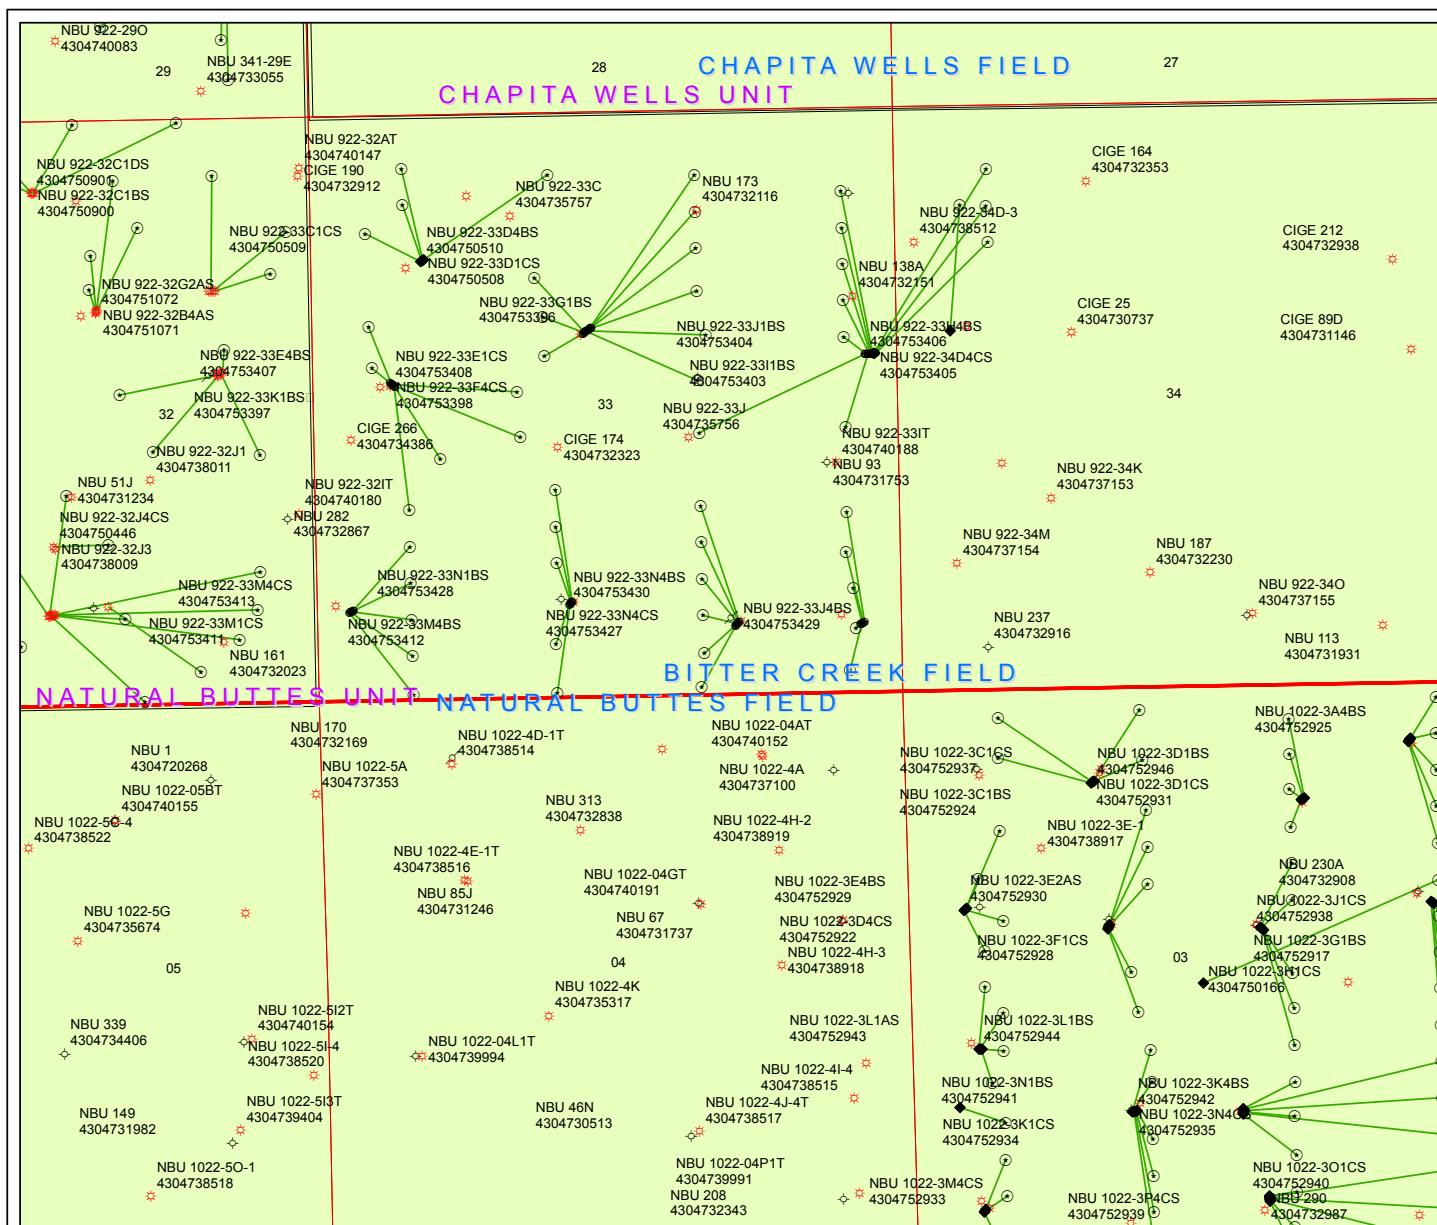 NBU 922-29O
4304740083
NBU 341-29E
4304733055
29
28
27
CHAPITA WELLS FIELD
CHAPITA WELLS UNIT
NBU 922-32AT
4304740147
CIGE 190
4304732912
NBU 922-32C1DS
4304750901
NBU 922-32C1BS
4304750900
NBU 922-33C
4304735757
NBU 173
4304732116
CIGE 164
4304732353
NBU 922-34D-3
4304738512
CIGE 212
4304732938
NBU 922-33C1CS
4304750509
NBU 922-33D4BS
4304750510
NBU 922-33D1CS
4304750508
NBU 138A
4304732151
NBU 922-32G2AS
4304751072
NBU 922-32B4AS
4304751071
NBU 922-33G1BS
4304753396
CIGE 25
4304730737
CIGE 89D
4304731146
NBU 922-33J1BS
4304753404
NBU 922-33H4BS
4304753406
NBU 922-34D4CS
4304753405
NBU 922-33E4BS
4304753407
NBU 922-33E1CS
4304753408
NBU 922-33F4CS
4304753398
NBU 922-33I1BS
4304753403
NBU 922-33K1BS
4304753397
32
33
34
NBU 922-33J
4304735756
CIGE 266
4304734386
CIGE 174
4304732323
NBU 922-33IT
4304740188
NBU 93
4304731753
NBU 922-32J1
4304738011
NBU 51J
4304731234
NBU 922-32IT
4304740180
NBU 282
4304732867
NBU 922-34K
4304737153
NBU 922-32J4CS
4304750446
NBU 922-32J3
4304738009
NBU 922-34M
4304737154
NBU 187
4304732230
NBU 922-33M4CS
4304753413
NBU 922-33N1BS
4304753428
NBU 922-33N4BS
4304753430
NBU 922-34O
4304737155
NBU 922-33M1CS
4304753411
NBU 922-33M4BS
4304753412
NBU 922-33N4CS
4304753427
NBU 922-33J4BS
4304753429
NBU 237
4304732916
NBU 113
4304731931
NBU 161
4304732023
BITTER CREEK FIELD
NATURAL BUTTES UNIT
NATURAL BUTTES FIELD
NBU 170
4304732169
NBU 1022-4D-1T
4304738514
NBU 1022-04AT
4304740152
NBU 1022-3A4BS
4304752925
NBU 1
4304720268
NBU 1022-5A
4304737353
NBU 1022-4A
4304737100
NBU 1022-3C1CS
4304752937
NBU 1022-3D1BS
4304752946
NBU 1022-3D1CS
4304752931
NBU 1022-05BT
4304740155
NBU 313
4304732838
NBU 1022-3C1BS
4304752924
NBU 1022-5C-4
4304738522
NBU 1022-4H-2
4304738919
NBU 1022-3E-1
4304738917
NBU 1022-4E-1T
4304738516
NBU 85J
4304731246
NBU 1022-04GT
4304740191
NBU 1022-3E4BS
4304752929
NBU 1022-3E2AS
4304752930
NBU 230A
4304732908
NBU 1022-3J1CS
4304752938
NBU 1022-5G
4304735674
NBU 67
4304731737
NBU 1022-3D4CS
4304752922
NBU 1022-3F1CS
4304752928
NBU 1022-3G1BS
4304752917
05
04
03
NBU 1022-4H-3
4304738918
NBU 1022-3H1CS
4304750166
NBU 1022-4K
4304735317
NBU 339
4304734406
NBU 1022-5I2T
4304740154
NBU 1022-5I-4
4304738520
NBU 1022-04L1T
4304739994
NBU 1022-3L1AS
4304752943
NBU 1022-3L1BS
4304752944
NBU 1022-4I-4
4304738515
NBU 1022-3N1BS
4304752941
NBU 1022-3K4BS
4304752942
NBU 149
4304731982
NBU 1022-5I3T
4304739404
NBU 46N
4304730513
NBU 1022-4J-4T
4304738517
NBU 1022-3K1CS
4304752934
NBU 1022-3N4CS
4304752935
NBU 1022-5O-1
4304738518
NBU 1022-04P1T
4304739991
NBU 208
4304732343
NBU 1022-3M4CS
4304752933
NBU 1022-3P4CS
4304752939
NBU 1022-3O1CS
4304752940
NBU 290
4304732987